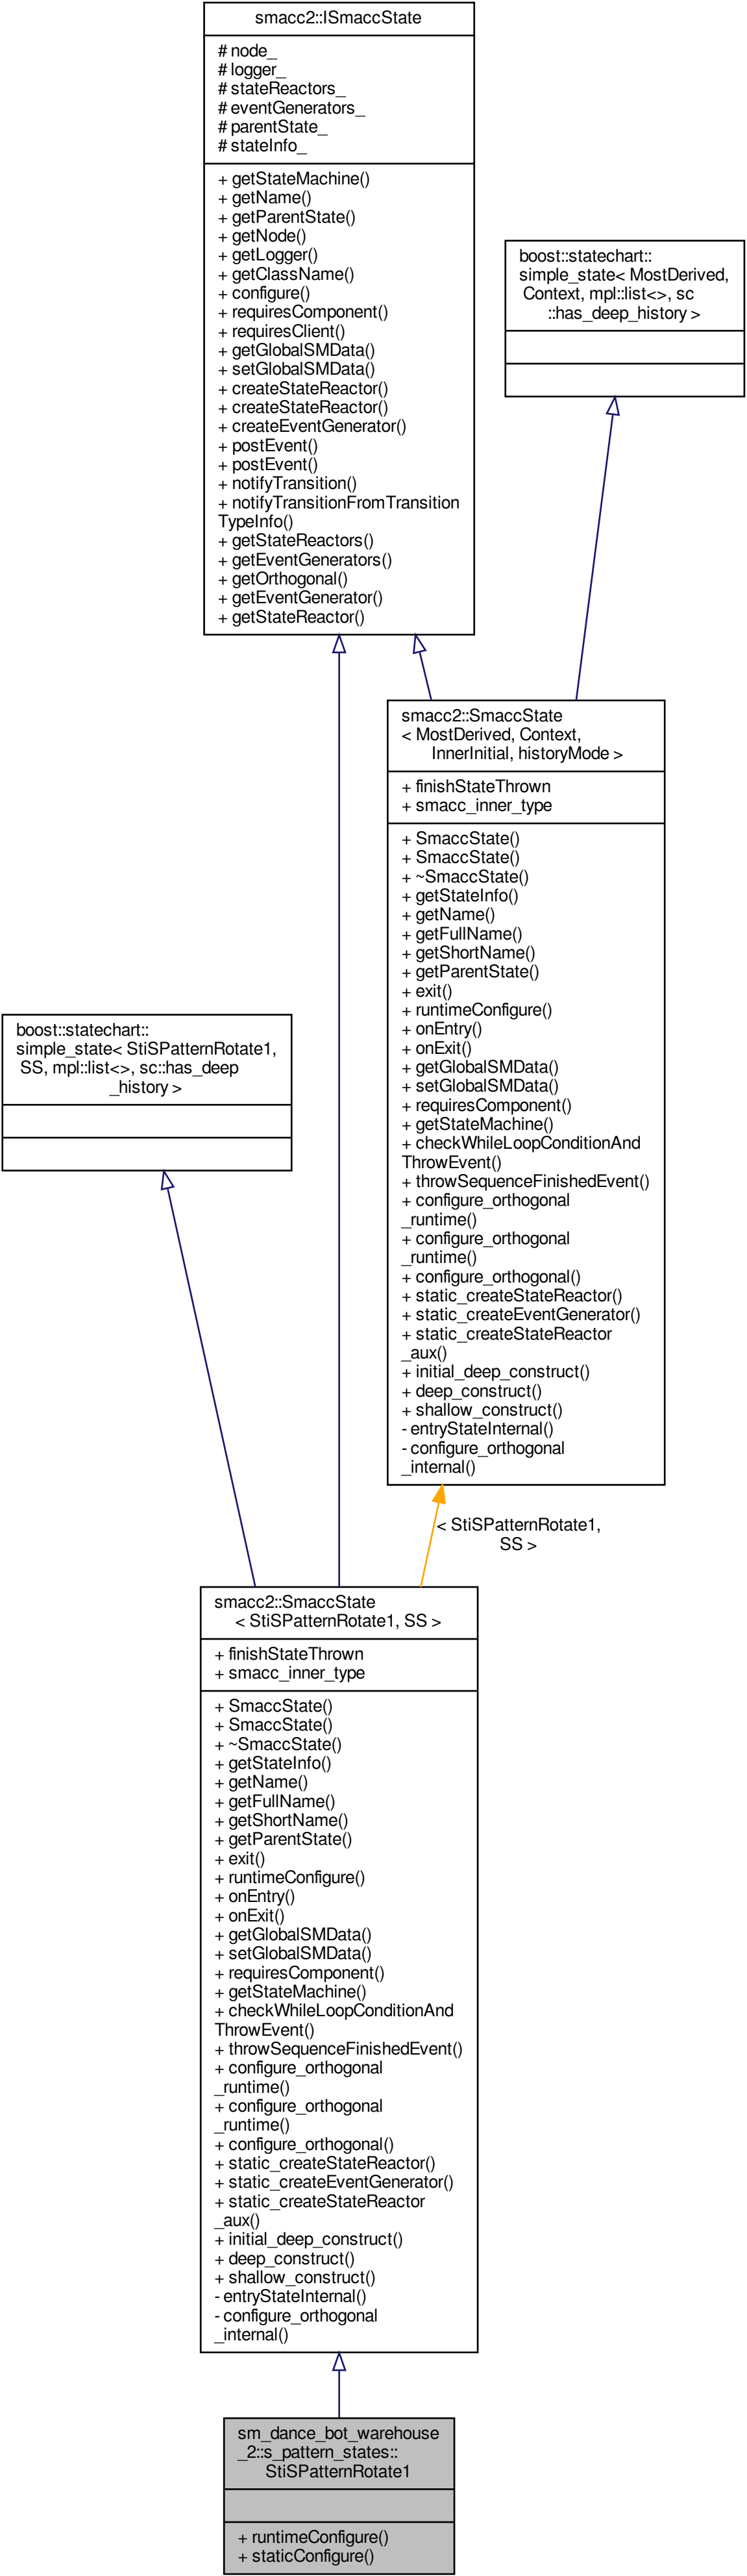 smacc2::ISmaccState
# node_
# logger_
# stateReactors_
# eventGenerators_
# parentState_
# stateInfo_
+ getStateMachine()
+ getName()
+ getParentState()
+ getNode()
+ getLogger()
+ getClassName()
+ configure()
+ requiresComponent()
+ requiresClient()
+ getGlobalSMData()
+ setGlobalSMData()
+ createStateReactor()
+ createStateReactor()
+ createEventGenerator()
+ postEvent()
+ postEvent()
+ notifyTransition()
+ notifyTransitionFromTransition
TypeInfo()
+ getStateReactors()
+ getEventGenerators()
+ getOrthogonal()
+ getEventGenerator()
+ getStateReactor()
boost::statechart::
simple_state< MostDerived,
Context, mpl::list<>, sc
::has_deep_history >
smacc2::SmaccState
< MostDerived, Context,
InnerInitial, historyMode >
+ finishStateThrown
+ smacc_inner_type
+ SmaccState()
+ SmaccState()
+ ~SmaccState()
+ getStateInfo()
+ getName()
+ getFullName()
+ getShortName()
+ getParentState()
+ exit()
+ runtimeConfigure()
+ onEntry()
+ onExit()
+ getGlobalSMData()
+ setGlobalSMData()
+ requiresComponent()
+ getStateMachine()
+ checkWhileLoopConditionAnd
ThrowEvent()
+ throwSequenceFinishedEvent()
+ configure_orthogonal
_runtime()
+ configure_orthogonal
_runtime()
+ configure_orthogonal()
+ static_createStateReactor()
+ static_createEventGenerator()
+ static_createStateReactor
_aux()
+ initial_deep_construct()
+ deep_construct()
+ shallow_construct()
- entryStateInternal()
- configure_orthogonal
_internal()
boost::statechart::
simple_state< StiSPatternRotate1,
SS, mpl::list<>, sc::has_deep
_history >
< StiSPatternRotate1,
SS >
smacc2::SmaccState
< StiSPatternRotate1, SS >
+ finishStateThrown
+ smacc_inner_type
+ SmaccState()
+ SmaccState()
+ ~SmaccState()
+ getStateInfo()
+ getName()
+ getFullName()
+ getShortName()
+ getParentState()
+ exit()
+ runtimeConfigure()
+ onEntry()
+ onExit()
+ getGlobalSMData()
+ setGlobalSMData()
+ requiresComponent()
+ getStateMachine()
+ checkWhileLoopConditionAnd
ThrowEvent()
+ throwSequenceFinishedEvent()
+ configure_orthogonal
_runtime()
+ configure_orthogonal
_runtime()
+ configure_orthogonal()
+ static_createStateReactor()
+ static_createEventGenerator()
+ static_createStateReactor
_aux()
+ initial_deep_construct()
+ deep_construct()
+ shallow_construct()
- entryStateInternal()
- configure_orthogonal
_internal()
sm_dance_bot_warehouse
_2::s_pattern_states::
StiSPatternRotate1
+ runtimeConfigure()
+ staticConfigure()